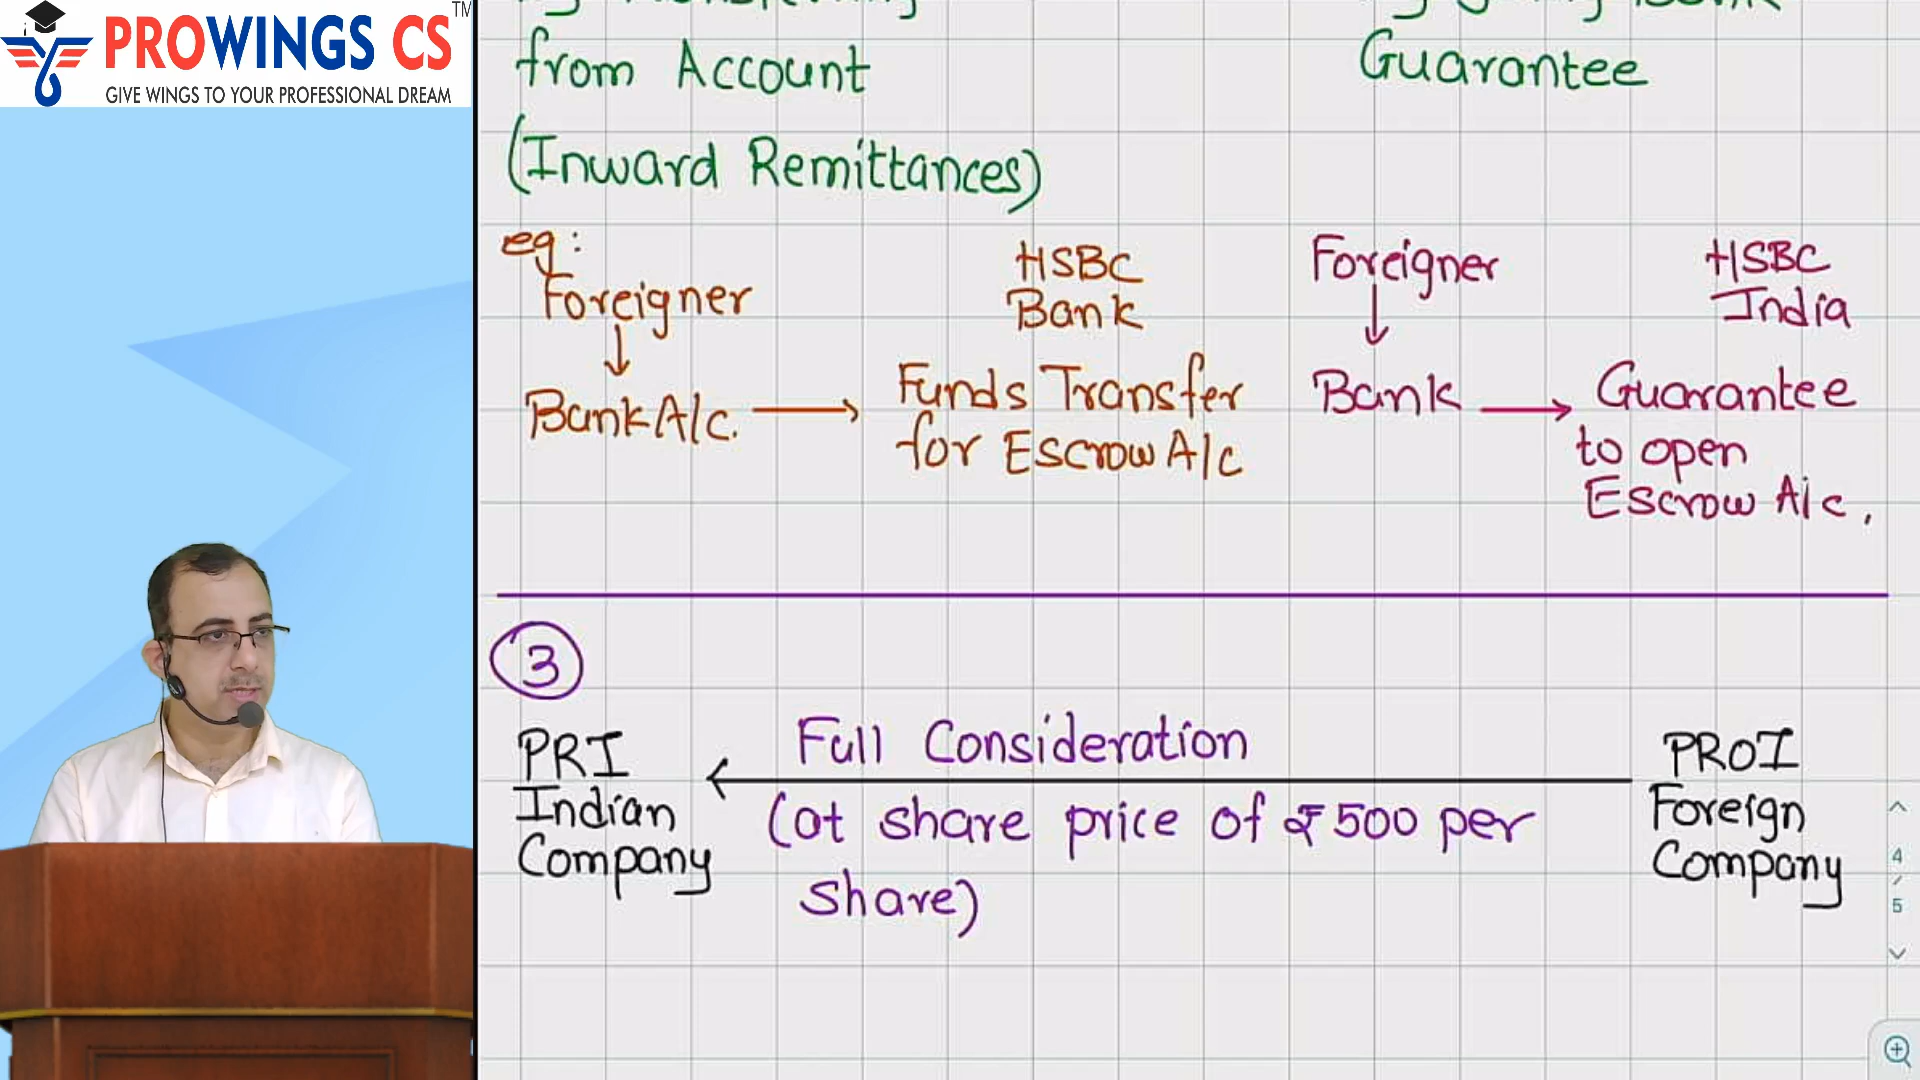 PROWINGS CS TM
GIVE WINGS TO YOUR PROFESSIONAL DREAM
from Account
Guarantee
(Inward Remittances)
eg:
Foreigner
HSBC
Bank
Bank A/c.
Funds Transfer
for Escrow A/c
Foreigner
HSBC
India
Bank
Guarantee
to open
Escrow A/c.
3
PRI
Indian
Company
Full Consideration
(at share price of ₹500 per
share)
PROI
Foreign
Company
4
/
5